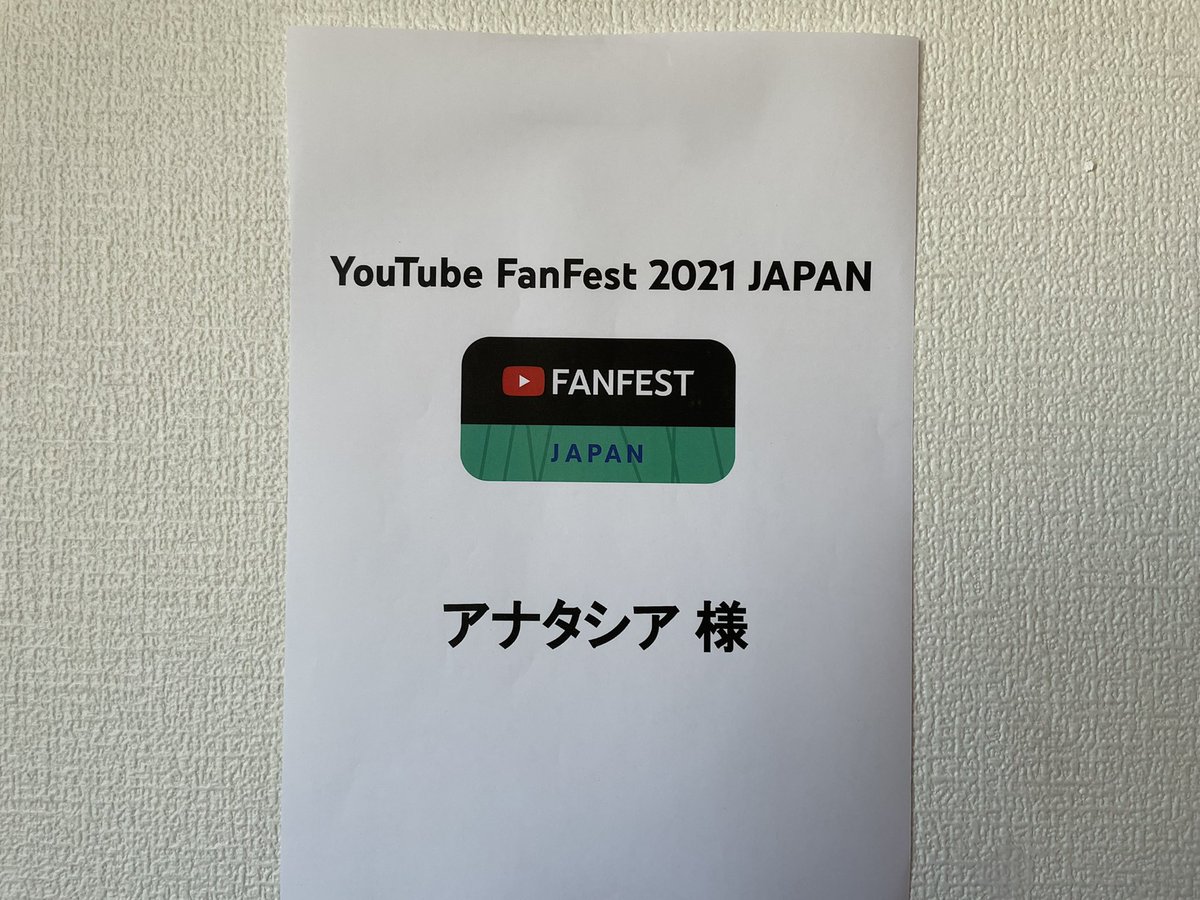 YouTube FanFest 2021 JAPAN
FANFEST
JAPAN
アナタシア 様